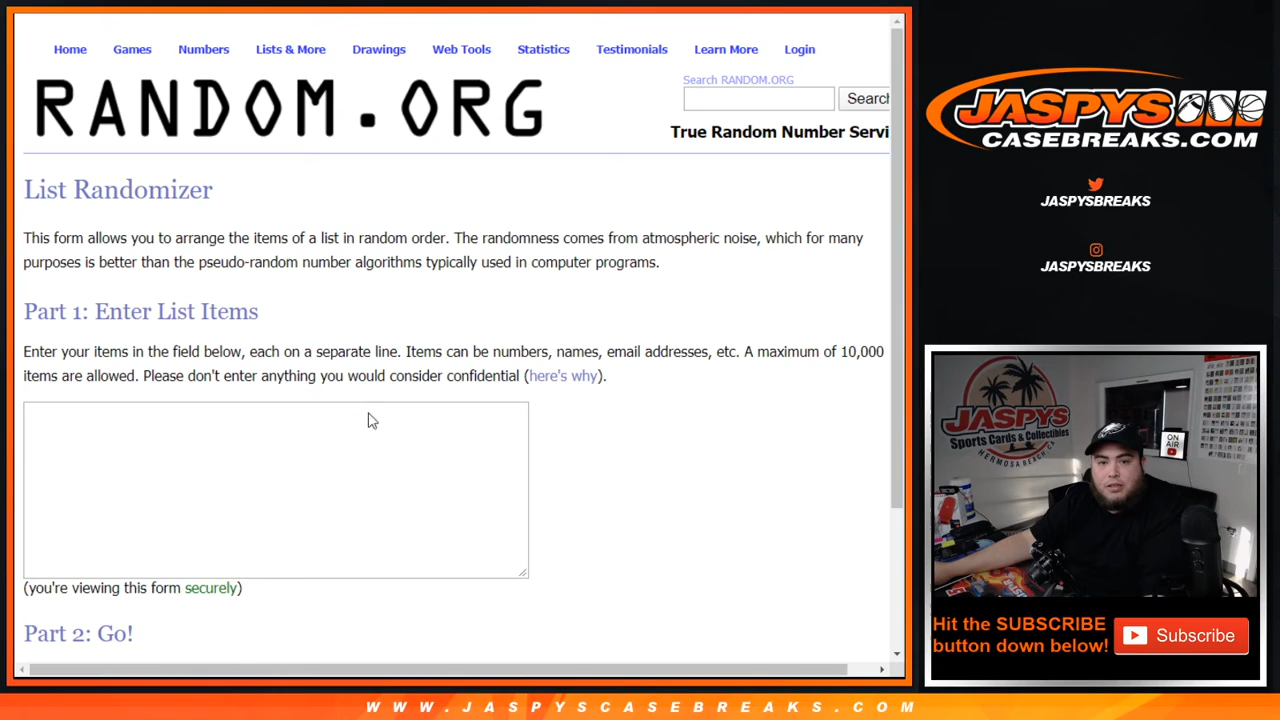 Home Games Numbers Lists & More Drawings Web Tools Statistics Testimonials Learn More Login
RANDOM.ORG
Search RANDOM.ORG
Search
True Random Number Servi
List Randomizer
This form allows you to arrange the items of a list in random order. The randomness comes from atmospheric noise, which for many
purposes is better than the pseudo-random number algorithms typically used in computer programs.
Part 1: Enter List Items
Enter your items in the field below, each on a separate line. Items can be numbers, names, email addresses, etc. A maximum of 10,000
items are allowed. Please don't enter anything you would consider confidential (here's why).
(you're viewing this form securely)
Part 2: Go!
JASPYS
CASEBREAKS.COM
JASPYSBREAKS
JASPYSBREAKS
JASPYS
Sports Cards & Collectibles
HERMOSA BEACH, CA
ON
AIR
Hit the SUBSCRIBE
button down below!
Subscribe
WWW.JASPYSCASEBREAKS.COM